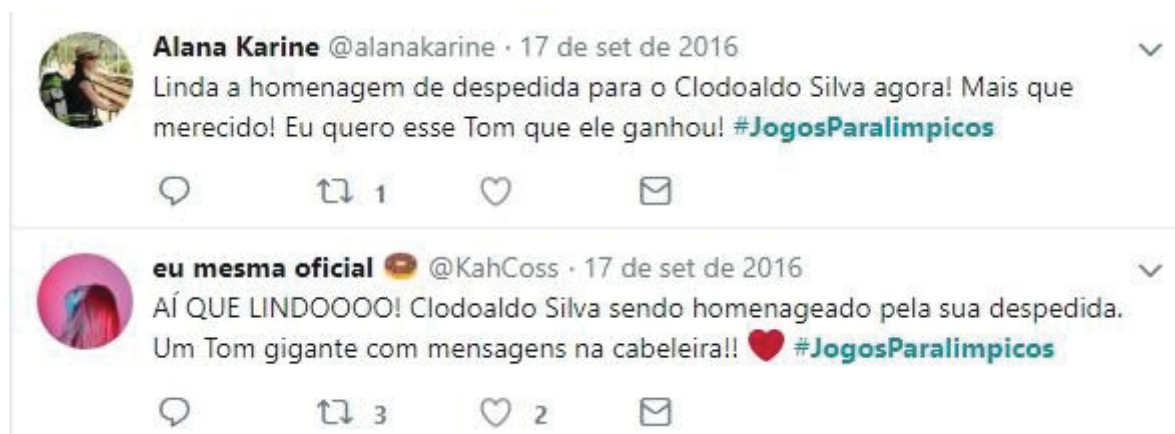 Alana Karine @alanakarine · 17 de set de 2016
Linda a homenagem de despedida para o Clodoaldo Silva agora! Mais que
merecido! Eu quero esse Tom que ele ganhou! #JogosParalimpicos
1
eu mesma oficial 🍩 @KahCoss · 17 de set de 2016
AÍ QUE LINDOOOO! Clodoaldo Silva sendo homenageado pela sua despedida.
Um Tom gigante com mensagens na cabeleira!! ❤ #JogosParalimpicos
3 2